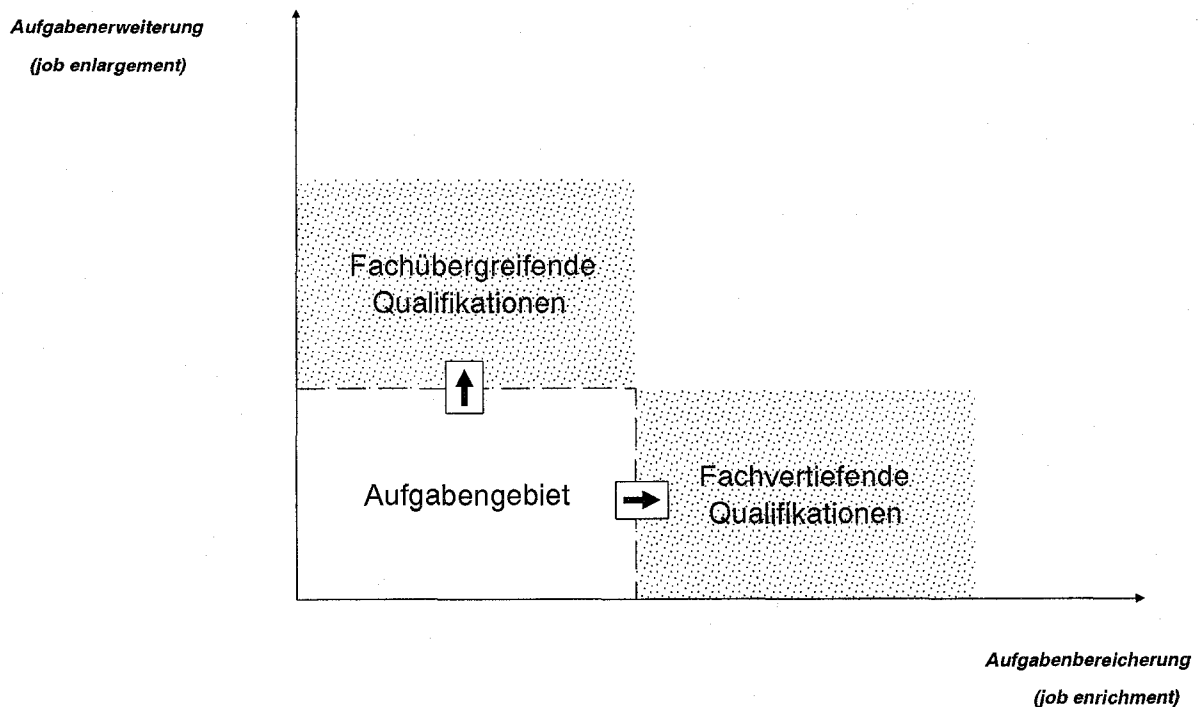 Aufgabenerweiterung
(job enlargement)
Fachübergreifende
Qualifikationen
Aufgabengebiet
Fachvertiefende
Qualifikationen
Aufgabenbereicherung
(job enrichment)